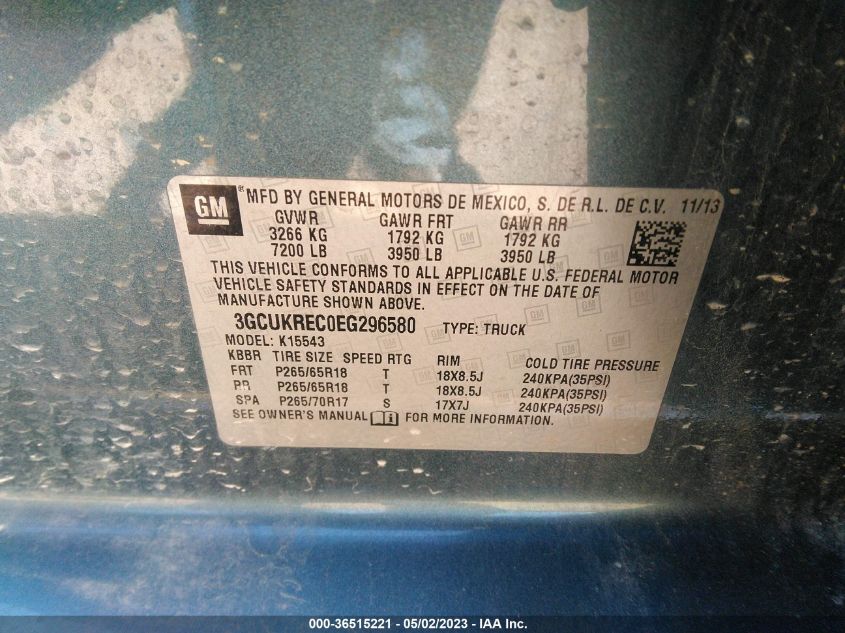 GM ® MFD BY GENERAL MOTORS DE MEXICO, S. DE R.L. DE C.V. 11/13
GVWR GAWR FRT GAWR RR
3266 KG 1792 KG 1792 KG
7200 LB 3950 LB 3950 LB
THIS VEHICLE CONFORMS TO ALL APPLICABLE U.S. FEDERAL MOTOR
VEHICLE SAFETY STANDARDS IN EFFECT ON THE DATE OF
MANUFACTURE SHOWN ABOVE.
3GCUKREC0EG296580 TYPE: TRUCK
MODEL: K15543
KBBR TIRE SIZE SPEED RTG RIM COLD TIRE PRESSURE
FRT P265/65R18 T 18X8.5J 240KPA(35PSI)
RR P265/65R18 T 18X8.5J 240KPA(35PSI)
SPA P265/70R17 S 17X7J 240KPA(35PSI)
SEE OWNER'S MANUAL FOR MORE INFORMATION.
000-36515221 - 05/02/2023 - IAA Inc.